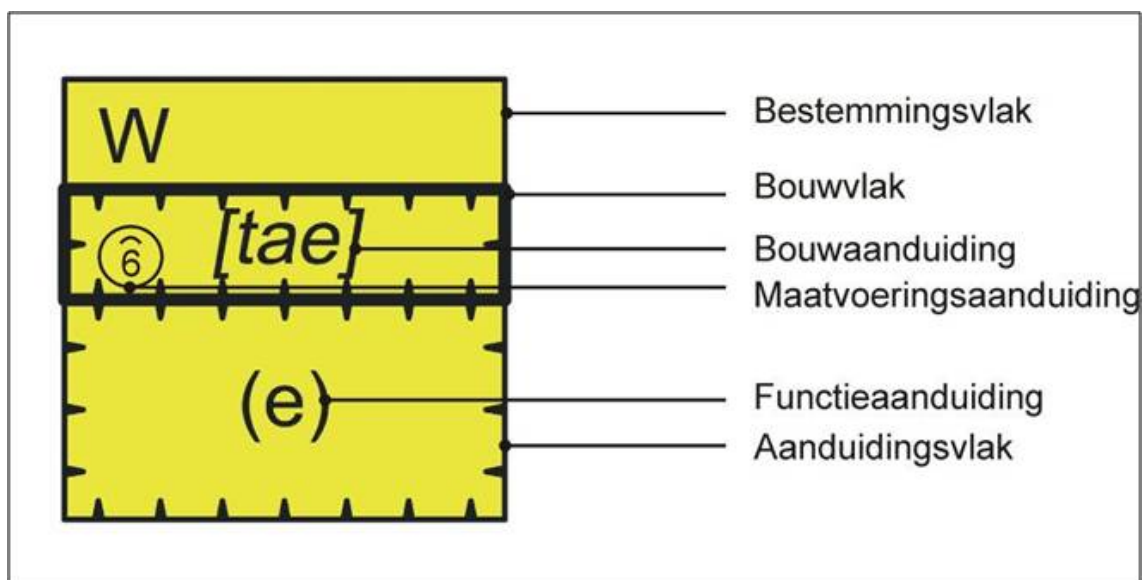 W
Bestemmingsvlak
Bouwvlak
[tae]
Bouwaanduiding
6
Maatvoeringsaanduiding
(e)
Functieaanduiding
Aanduidingsvlak